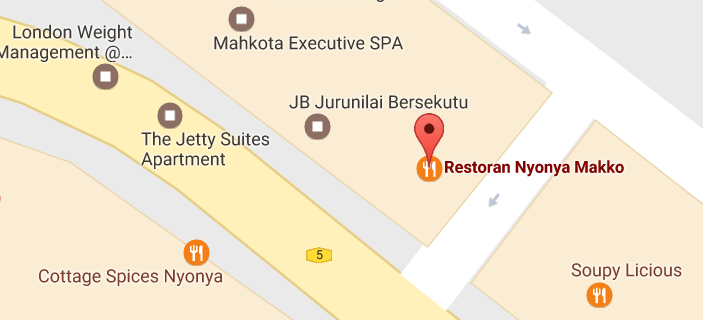 London Weight
Management @...
Mahkota Executive SPA
JB Jurunilai Bersekutu
The Jetty Suites
Apartment
Restoran Nyonya Makko
5
Cottage Spices Nyonya
Soupy Licious